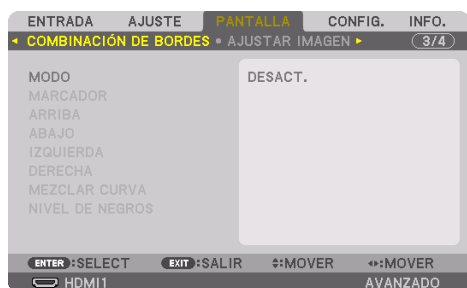 ENTRADA AJUSTE PANTALLA CONFIG. INFO.
COMBINACIÓN DE BORDES • AJUSTAR IMAGEN 3/4
MODO DESACT.
MARCADOR
ARRIBA
ABAJO
IZQUIERDA
DERECHA
MEZCLAR CURVA
NIVEL DE NEGROS
ENTER :SELECT EXIT :SALIR :MOVER :MOVER
HDMI1 AVANZADO